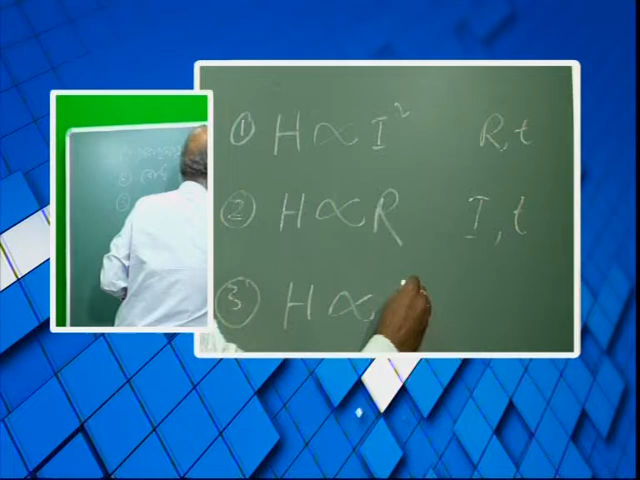 ① H ∝ I² R, t
② H ∝ R I, t
③ H ∝